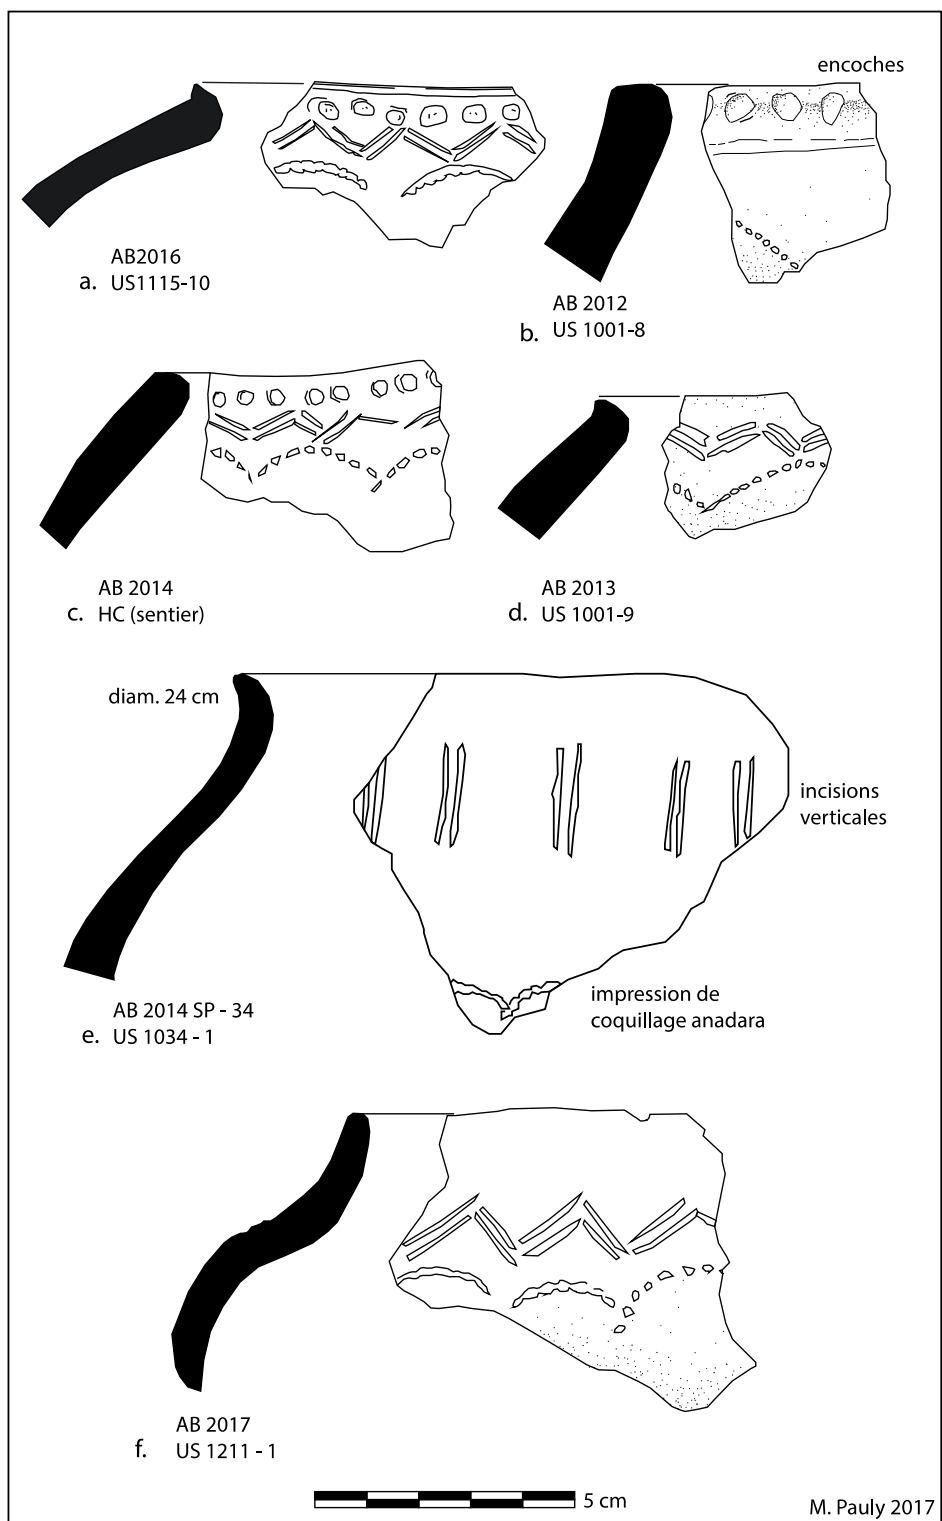 encoches
AB2016
a. US1115-10
AB 2012
b. US 1001-8
AB 2014
c. HC (sentier)
AB 2013
d. US 1001-9
diam. 24 cm
incisions
verticales
impression de
coquillage anadara
AB 2014 SP - 34
e. US 1034 - 1
AB 2017
f. US 1211 - 1
5 cm
M. Pauly 2017